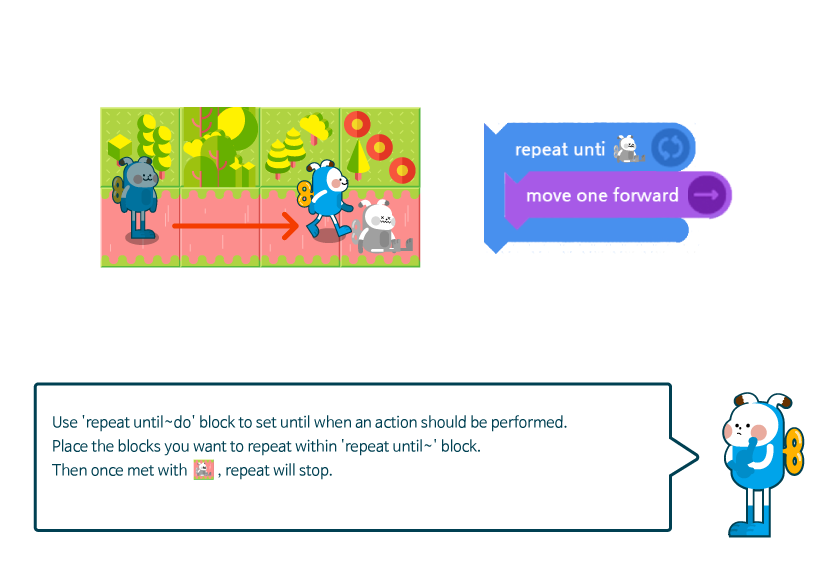 repeat unti
move one forward
Use 'repeat until~do' block to set until when an action should be performed.
Place the blocks you want to repeat within 'repeat until~' block.
Then once met with , repeat will stop.